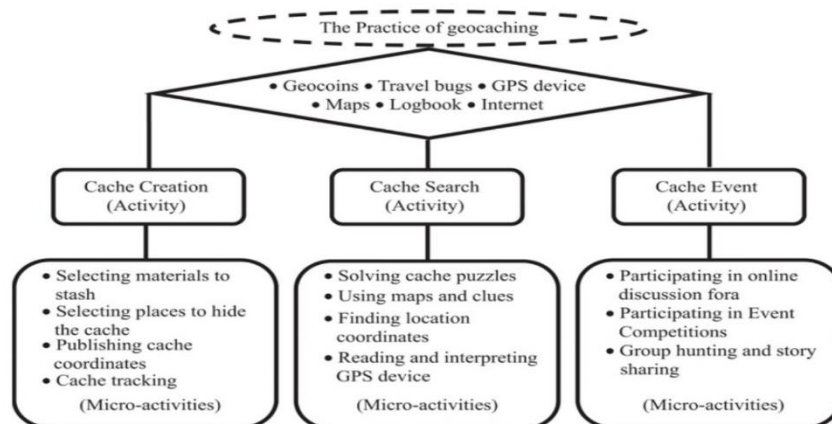 The Practice of geocaching
• Geocoins • Travel bugs • GPS device
• Maps • Logbook • Internet
Cache Creation
(Activity)
Cache Search
(Activity)
Cache Event
(Activity)
• Selecting materials to
stash
• Selecting places to hide
the cache
• Publishing cache
coordinates
• Cache tracking
(Micro-activities)
• Solving cache puzzles
• Using maps and clues
• Finding location
coordinates
• Reading and interpreting
GPS device
(Micro-activities)
• Participating in online
discussion fora
• Participating in Event
Competitions
• Group hunting and story
sharing
(Micro-activities)